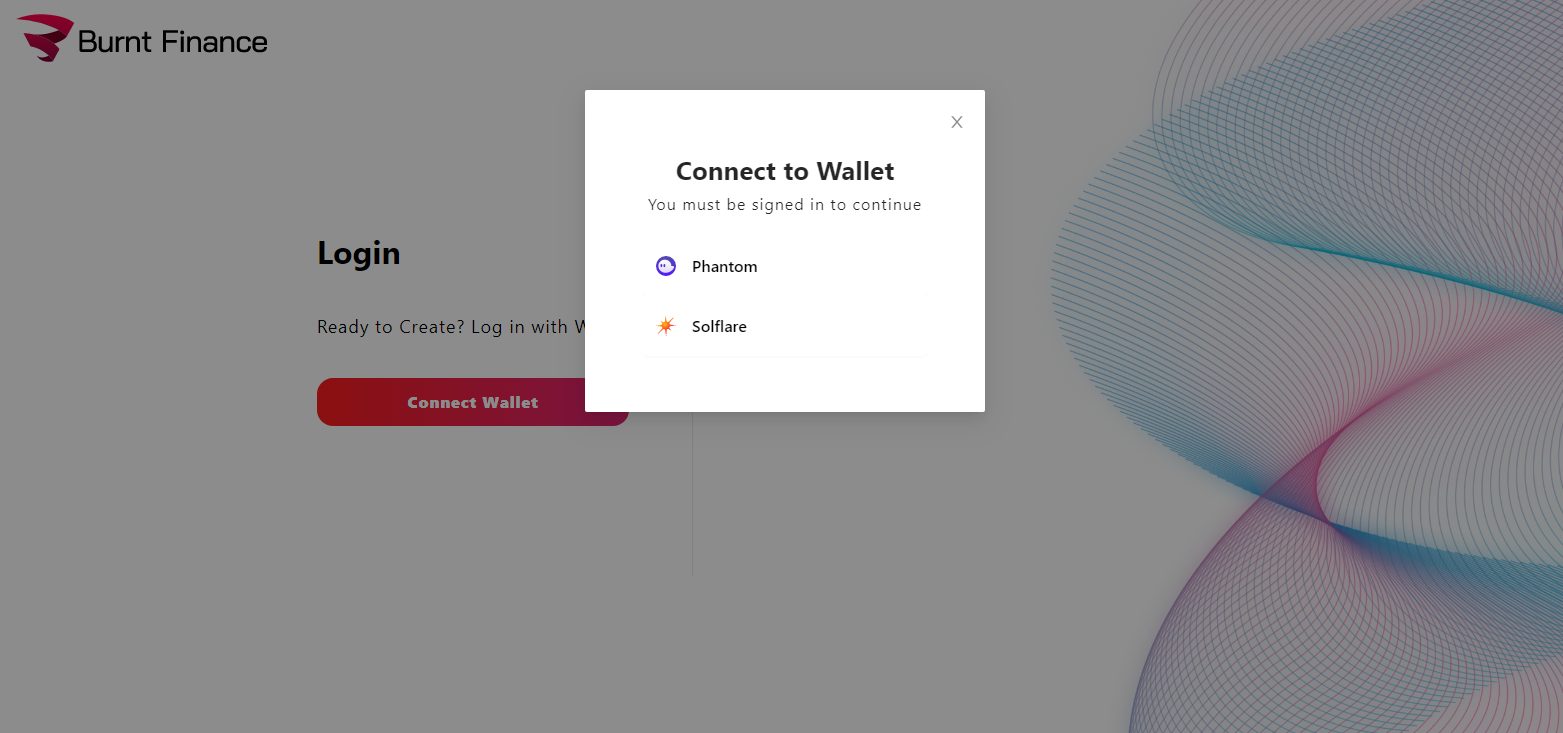 Burnt Finance
Connect to Wallet
You must be signed in to continue
Phantom
Solflare
Login
Ready to Create? Log in with
Connect Wallet